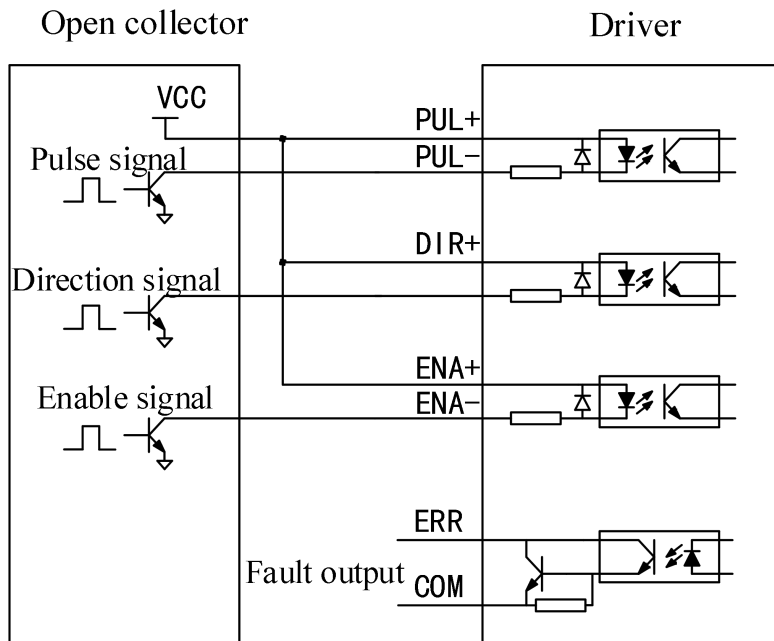 Open collector
Driver
VCC
PUL+
Pulse signal
PUL-
DIR+
Direction signal
ENA+
Enable signal
ENA-
ERR
Fault output
COM